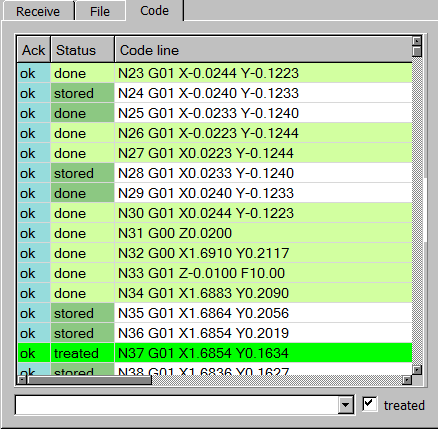 Receive File Code
Ack Status Code line
ok done N23 G01 X-0.0244 Y-0.1223
ok stored N24 G01 X-0.0240 Y-0.1233
ok done N25 G01 X-0.0233 Y-0.1240
ok done N26 G01 X-0.0223 Y-0.1244
ok done N27 G01 X0.0223 Y-0.1244
ok stored N28 G01 X0.0233 Y-0.1240
ok done N29 G01 X0.0240 Y-0.1233
ok done N30 G01 X0.0244 Y-0.1223
ok done N31 G00 Z0.0200
ok done N32 G00 X1.6910 Y0.2117
ok done N33 G01 Z-0.0100 F10.00
ok done N34 G01 X1.6883 Y0.2090
ok stored N35 G01 X1.6864 Y0.2056
ok stored N36 G01 X1.6854 Y0.2019
ok treated N37 G01 X1.6854 Y0.1634
ok stored N38 G01 X1.6836 Y0.1627
treated